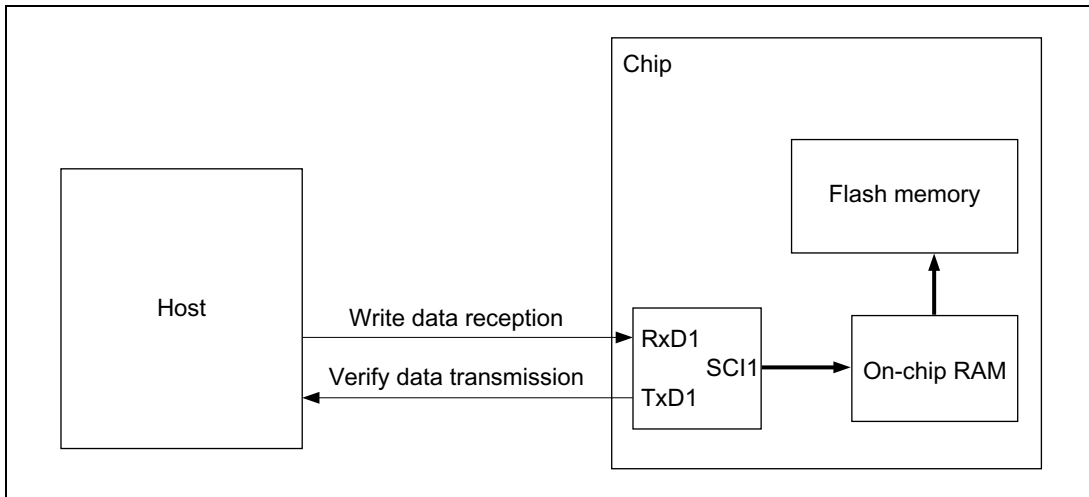 Chip
Flash memory
Host
Write data reception
RxD1
SCI1
On-chip RAM
Verify data transmission
TxD1